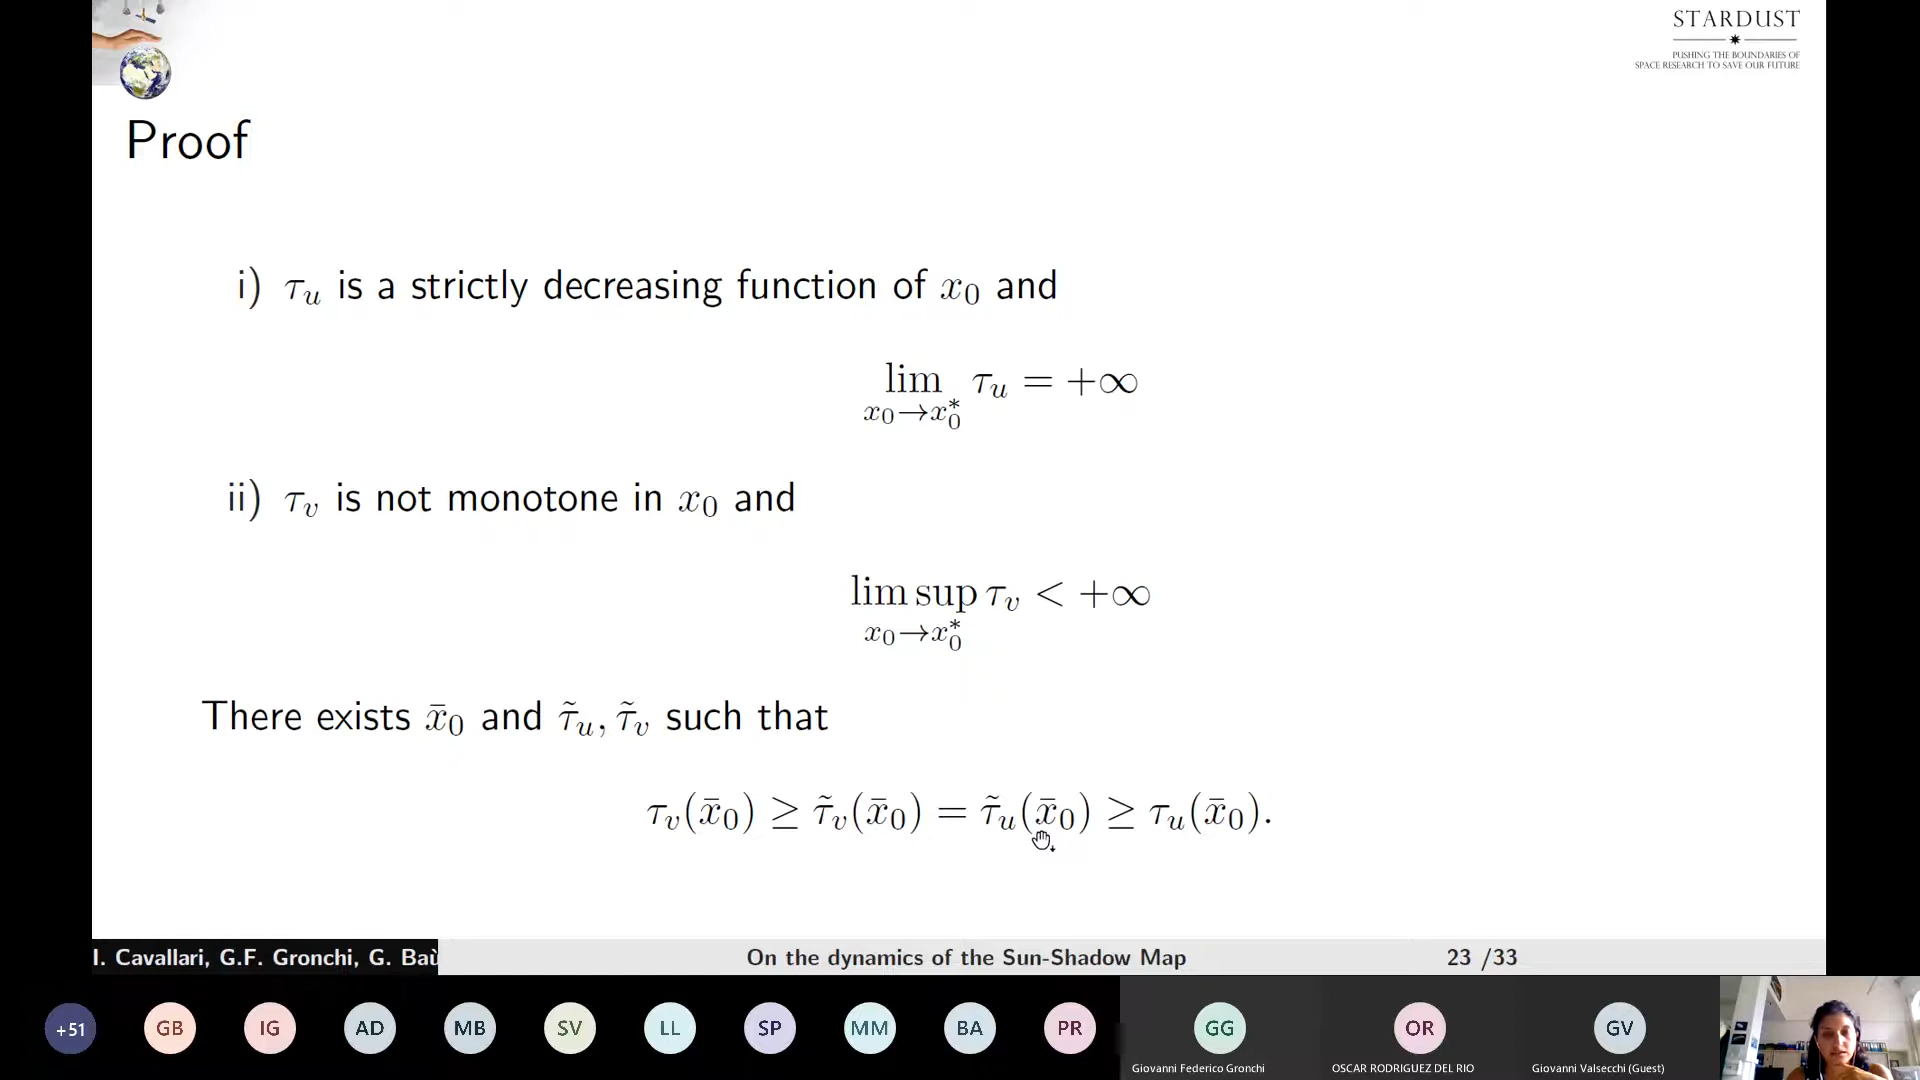 STARDUST
PUSHING THE BOUNDARIES OF
SPACE RESEARCH TO SAVE OUR FUTURE
Proof
i) τ_u is a strictly decreasing function of x_0 and
lim_{x_0→x_0^*} τ_u = +∞
ii) τ_v is not monotone in x_0 and
lim sup_{x_0→x_0^*} τ_v < +∞
There exists x̄_0 and τ̃_u, τ̃_v such that
τ_v(x̄_0) ≥ τ̃_v(x̄_0) = τ̃_u(x̄_0) ≥ τ_u(x̄_0).
I. Cavallari, G.F. Gronchi, G. Baù
On the dynamics of the Sun-Shadow Map
23 /33
+51
GB
IG
AD
MB
SV
LL
SP
MM
BA
PR
GG
OR
GV
Giovanni Federico Gronchi
OSCAR RODRIGUEZ DEL RIO
Giovanni Valsecchi (Guest)